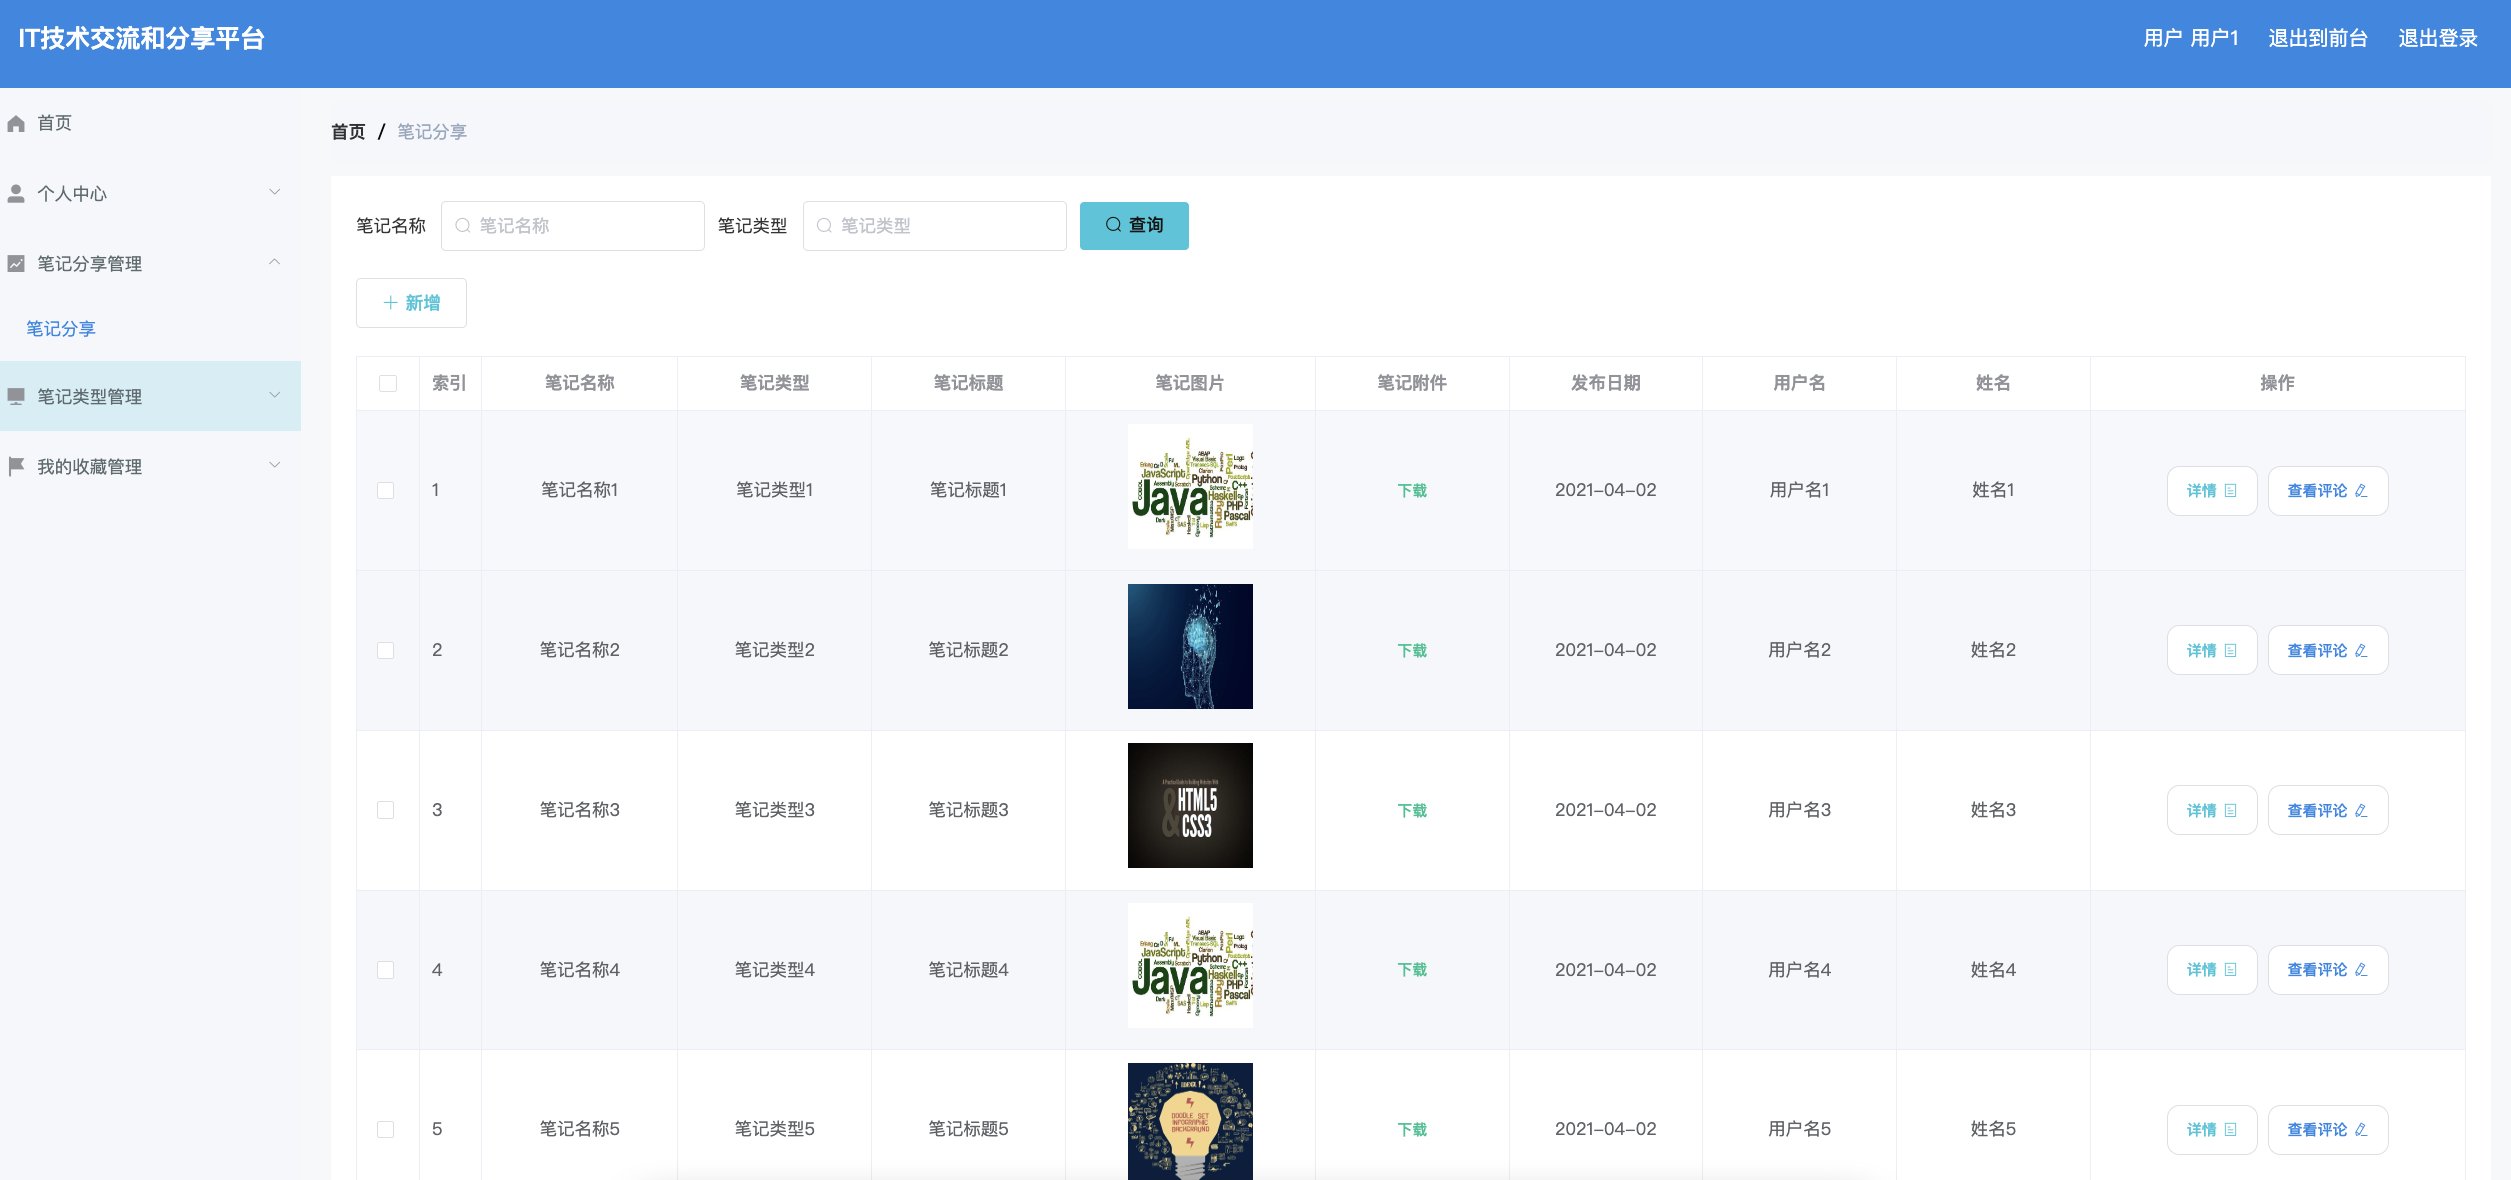 IT技术交流和分享平台
用户 用户1 退出到前台 退出登录
首页
个人中心
笔记分享管理
笔记分享
笔记类型管理
我的收藏管理
首页 / 笔记分享
笔记名称 笔记名称 笔记类型 笔记类型 查询
新增
索引 笔记名称 笔记类型 笔记标题 笔记图片 笔记附件 发布日期 用户名 姓名 操作
1 笔记名称1 笔记类型1 笔记标题1 下载 2021-04-02 用户名1 姓名1 详情 查看评论
JavaScript
Python
Java
Haskell
C++
PHP
Ruby
Pascal
Perl
2 笔记名称2 笔记类型2 笔记标题2 下载 2021-04-02 用户名2 姓名2 详情 查看评论
3 笔记名称3 笔记类型3 笔记标题3 下载 2021-04-02 用户名3 姓名3 详情 查看评论
& HTML5
CSS3
4 笔记名称4 笔记类型4 笔记标题4 下载 2021-04-02 用户名4 姓名4 详情 查看评论
JavaScript
Python
Java
Haskell
C++
PHP
Ruby
Pascal
Perl
5 笔记名称5 笔记类型5 笔记标题5 下载 2021-04-02 用户名5 姓名5 详情 查看评论
DOODLE SET
INFOGRAPHIC
BACKGROUND